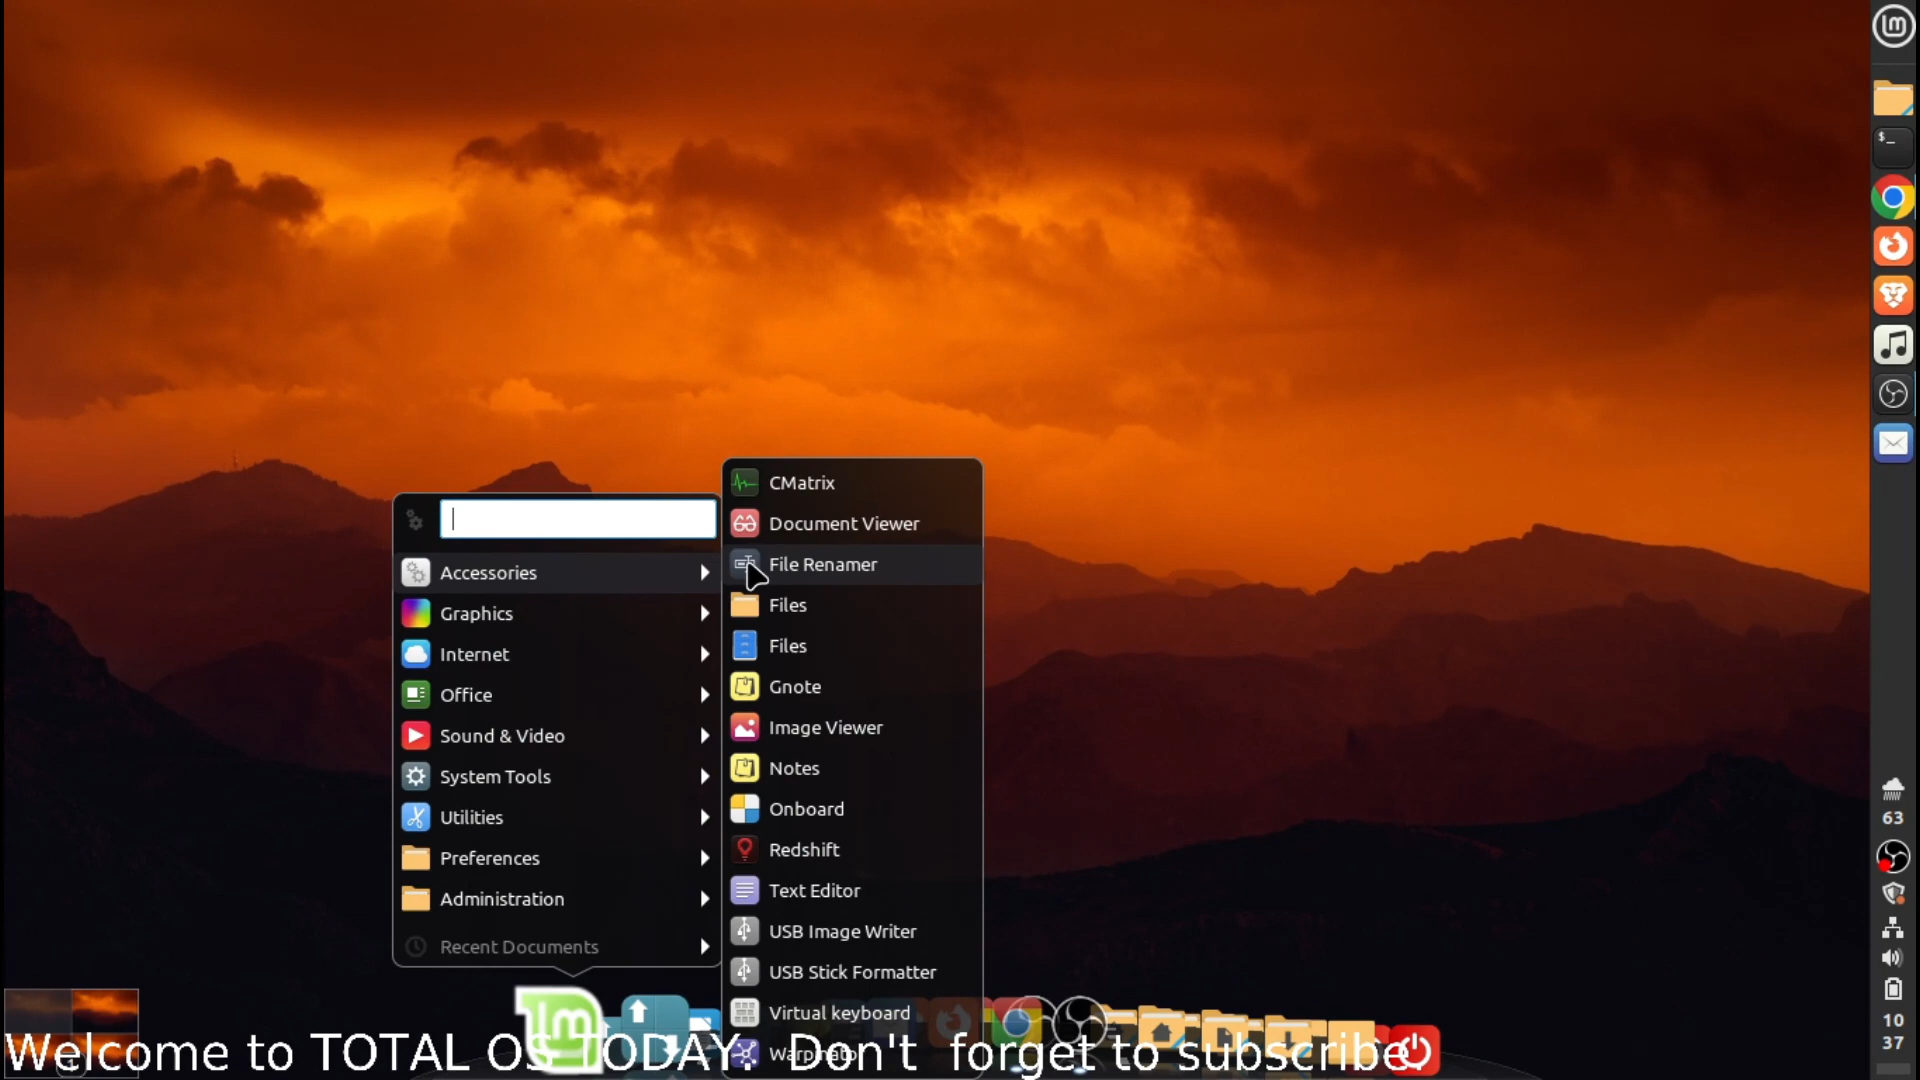 Accessories
Graphics
Internet
Office
Sound & Video
System Tools
Utilities
Preferences
Administration
Recent Documents
CMatrix
Document Viewer
File Renamer
Files
Files
Gnote
Image Viewer
Notes
Onboard
Redshift
Text Editor
USB Image Writer
USB Stick Formatter
Virtual keyboard
Warpinator
63
10
37
Welcome to TOTAL OS TODAY. Don't forget to subscribe.